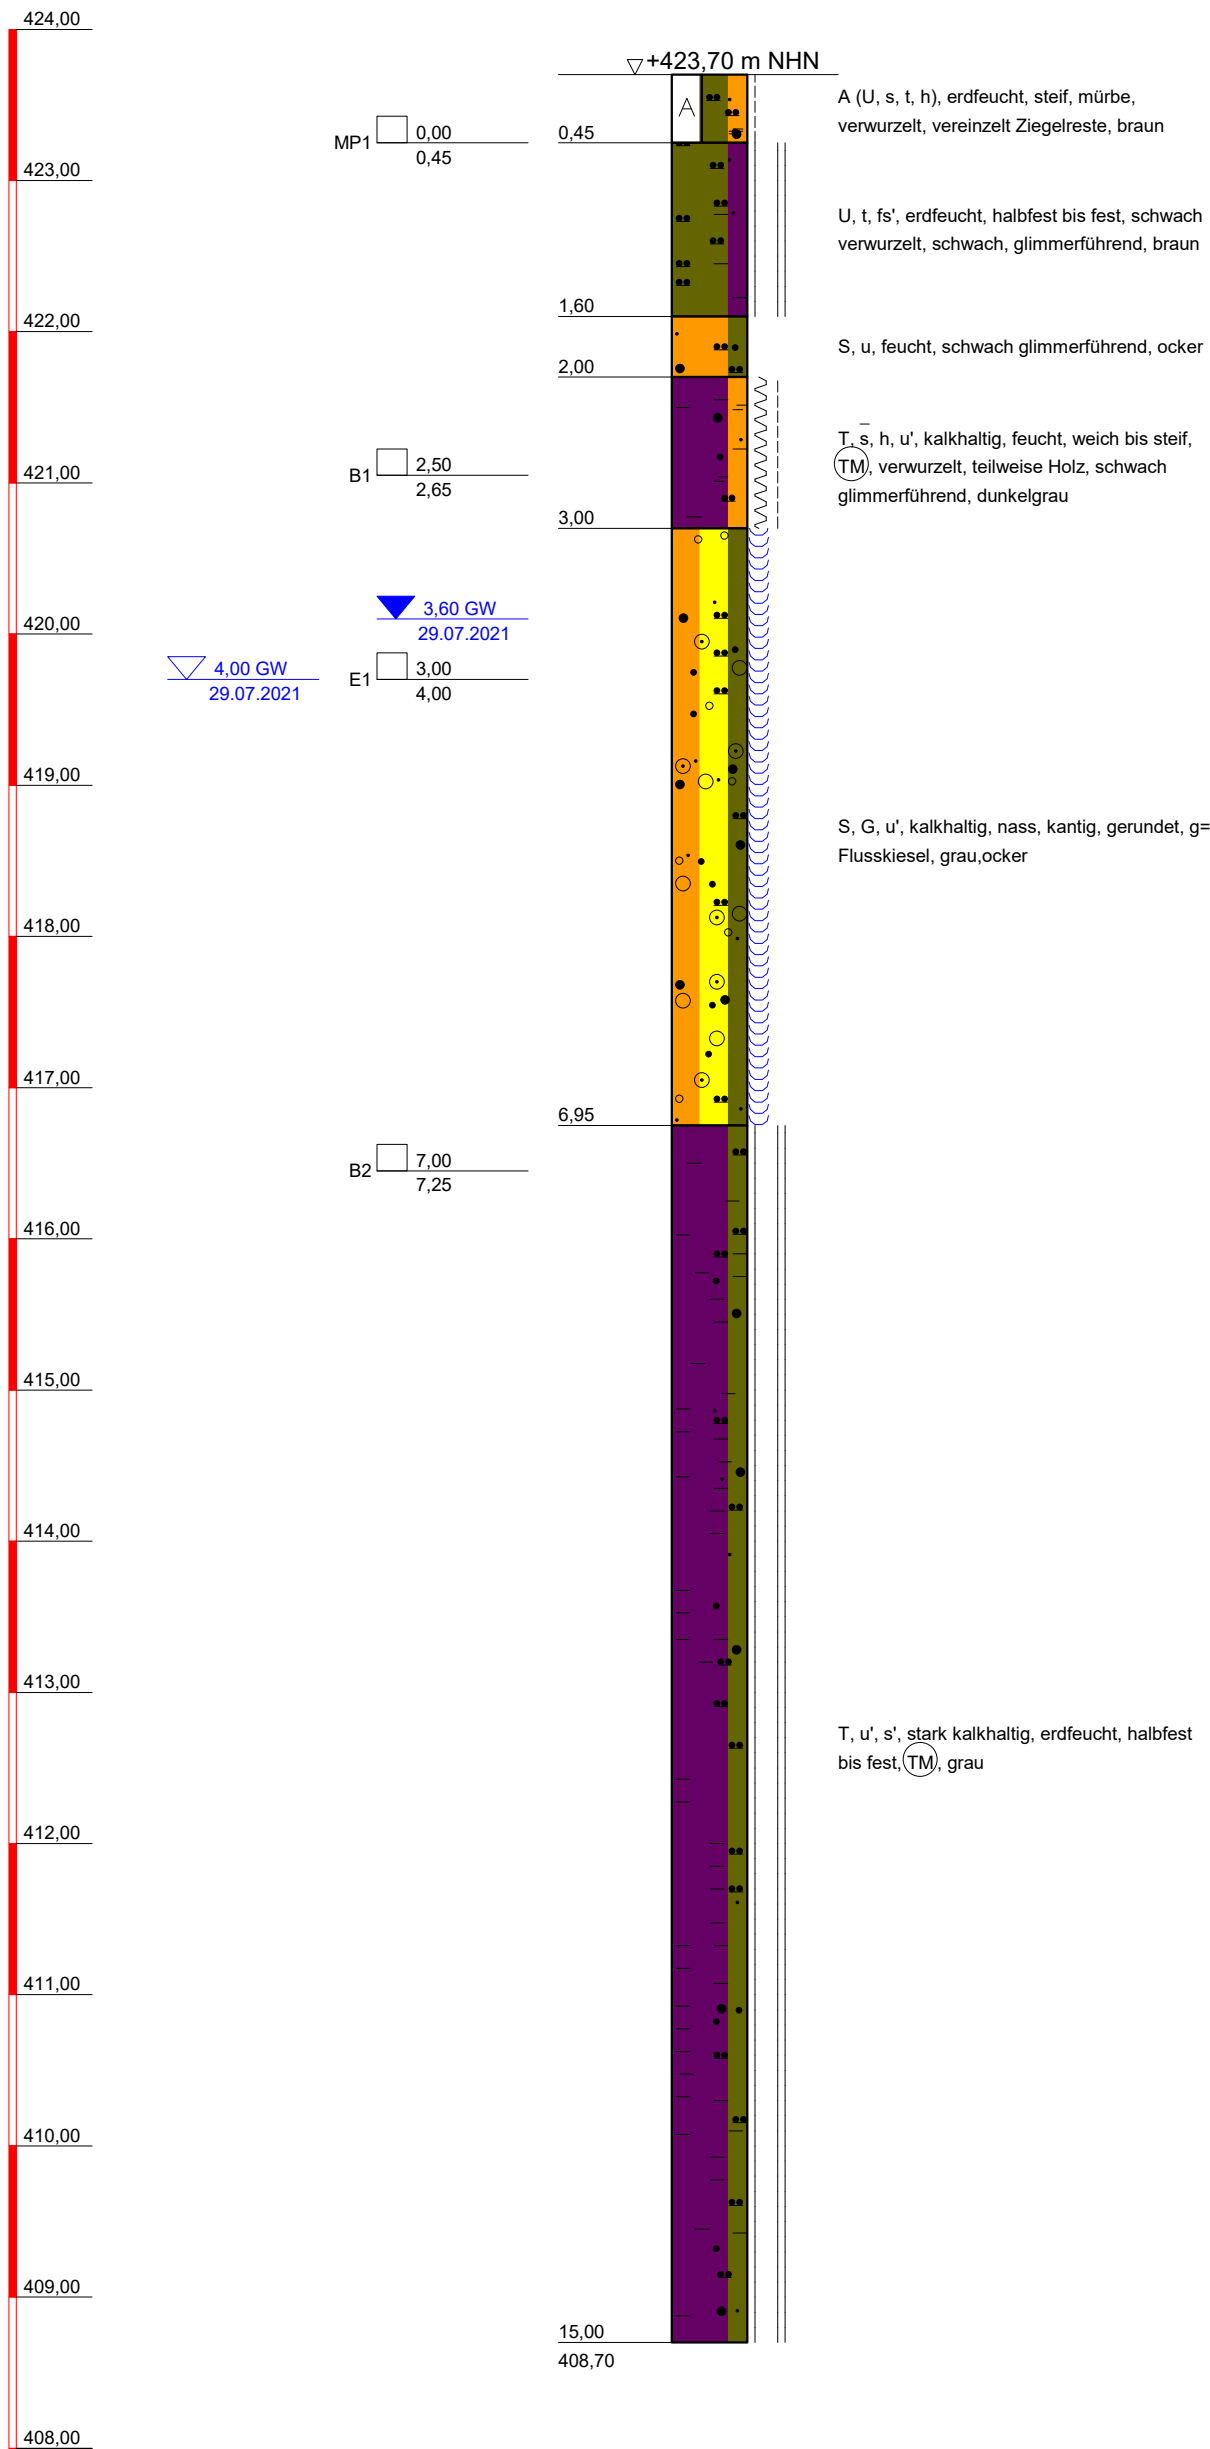 424,00
423,00
422,00
421,00
420,00
419,00
418,00
417,00
416,00
415,00
414,00
413,00
412,00
411,00
410,00
409,00
408,00
4,00 GW
29.07.2021
3,60 GW
29.07.2021
MP1 0,00
0,45
B1 2,50
2,65
E1 3,00
4,00
B2 7,00
7,25
+423,70 m NHN
0,45
1,60
2,00
3,00
6,95
15,00
408,70
A
A (U, s, t, h), erdfeucht, steif, mürbe,
verwurzelt, vereinzelt Ziegelreste, braun
U, t, fs', erdfeucht, halbfest bis fest, schwach
verwurzelt, schwach, glimmerführend, braun
S, u, feucht, schwach glimmerführend, ocker
T, s̅, h, u', kalkhaltig, feucht, weich bis steif,
TM, verwurzelt, teilweise Holz, schwach
glimmerführend, dunkelgrau
S, G, u', kalkhaltig, nass, kantig, gerundet, g=
Flusskiesel, grau,ocker
T, u', s', stark kalkhaltig, erdfeucht, halbfest
bis fest, TM, grau